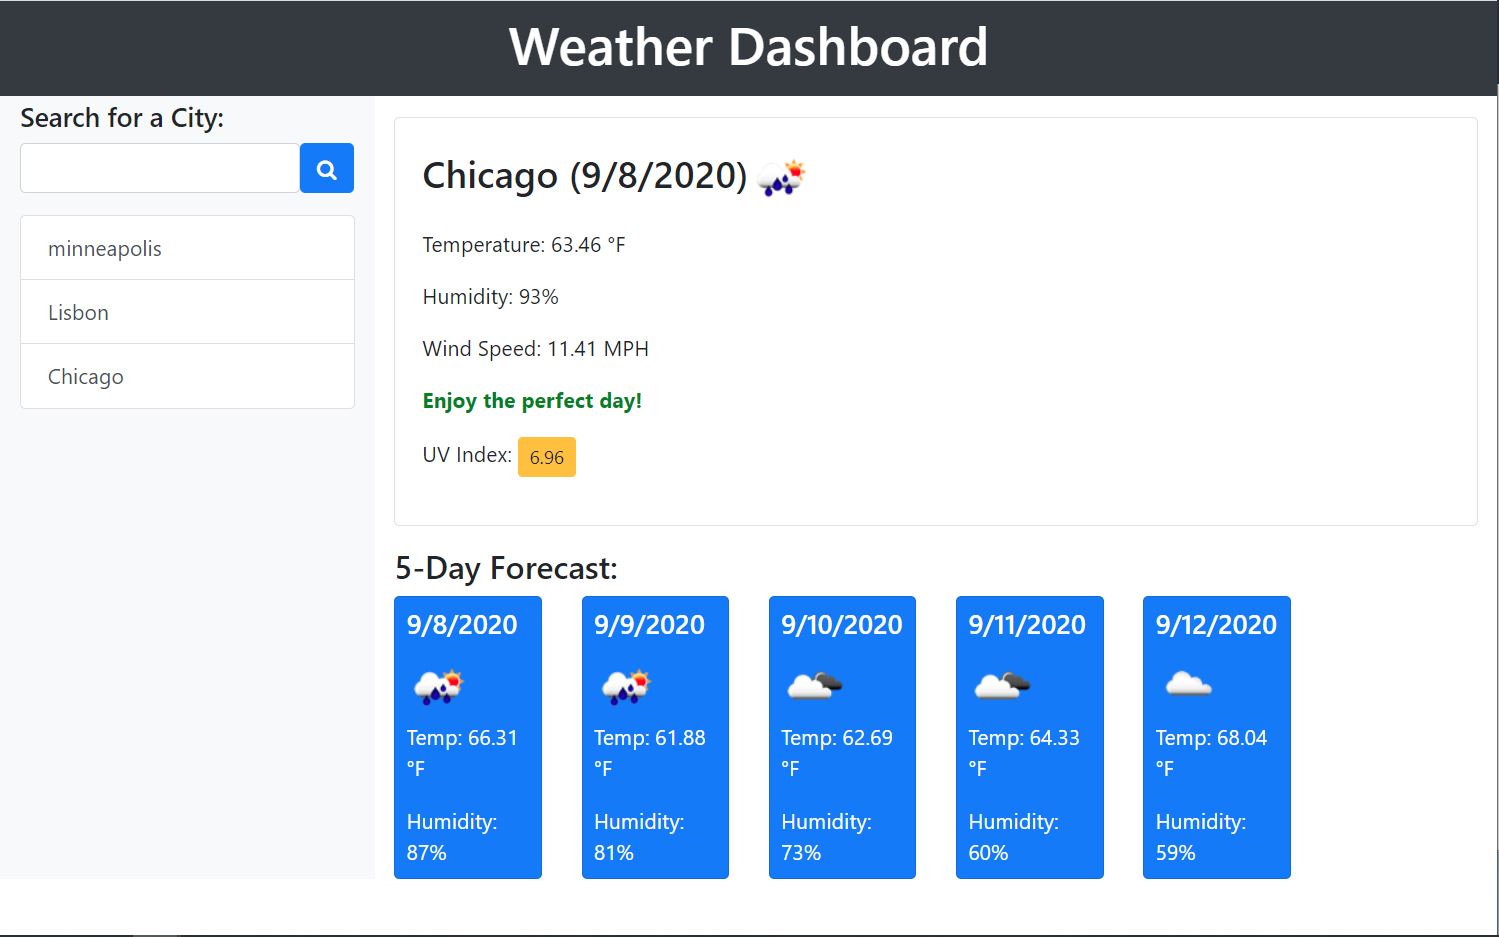 Weather Dashboard
Search for a City:
minneapolis
Lisbon
Chicago
Chicago (9/8/2020)
Temperature: 63.46 °F
Humidity: 93%
Wind Speed: 11.41 MPH
Enjoy the perfect day!
UV Index: 6.96
5-Day Forecast:
9/8/2020
Temp: 66.31
°F
Humidity:
87%
9/9/2020
Temp: 61.88
°F
Humidity:
81%
9/10/2020
Temp: 62.69
°F
Humidity:
73%
9/11/2020
Temp: 64.33
°F
Humidity:
60%
9/12/2020
Temp: 68.04
°F
Humidity:
59%